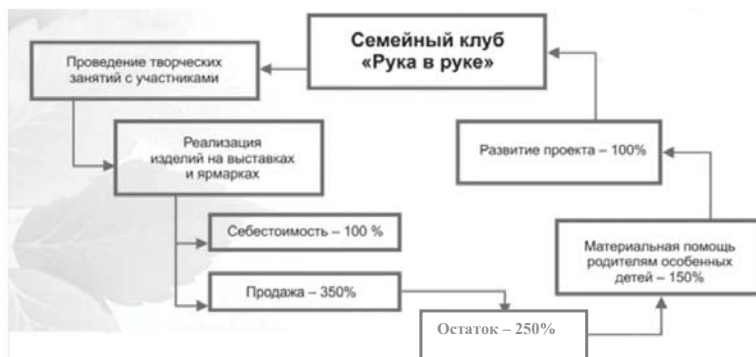 Семейный клуб
«Рука в руке»
Проведение творческих
занятий с участниками
Реализация
изделий на выставках
и ярмарках
Себестоимость – 100 %
Продажа – 350%
Остаток – 250%
Материальная помощь
родителям особенных
детей – 150%
Развитие проекта – 100%